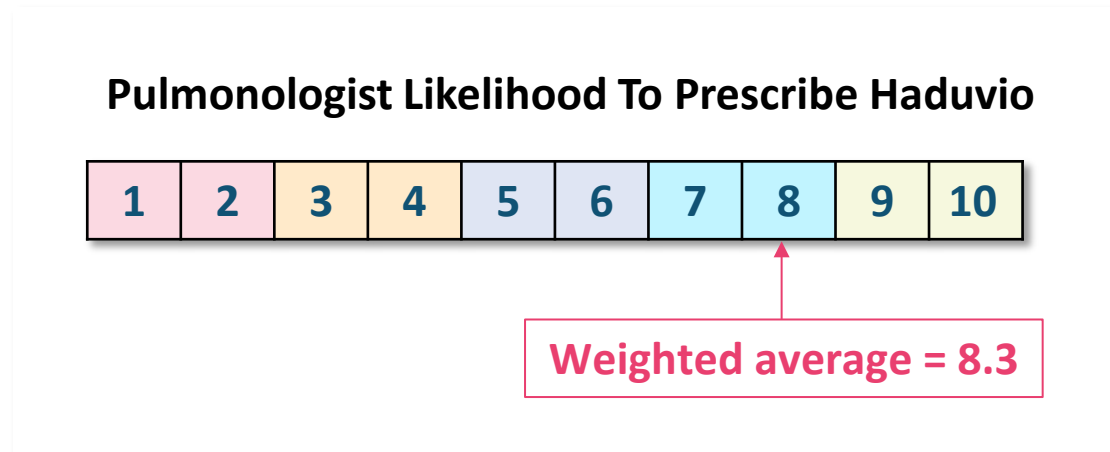 Pulmonologist Likelihood To Prescribe Haduvio
1 2 3 4 5 6 7 8 9 10
Weighted average = 8.3